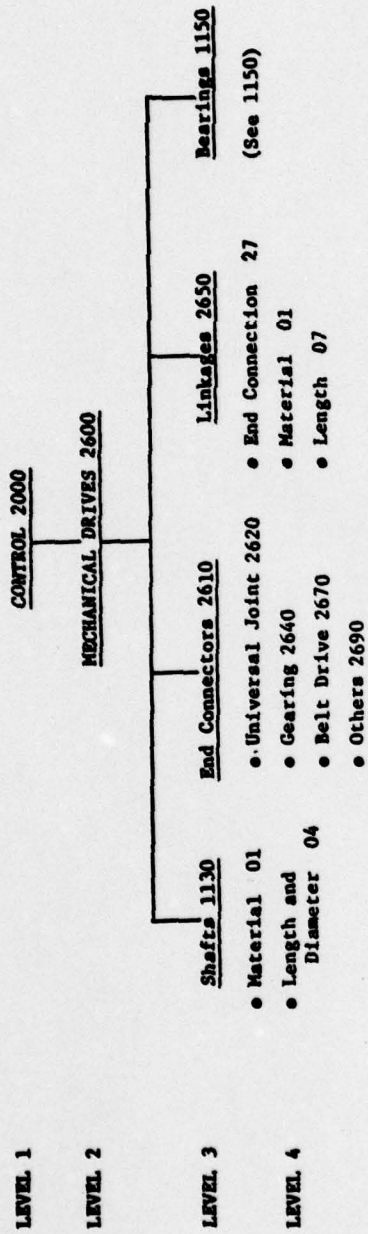 LEVEL 1
CONTROL 2000
LEVEL 2
MECHANICAL DRIVES 2600
LEVEL 3
Shafts 1130
End Connectors 2610
Linkages 2650
Bearings 1150
LEVEL 4
• Material 01
• Length and
Diameter 04
• Universal Joint 2620
• Gearing 2640
• Belt Drive 2670
• Others 2690
• End Connection 27
• Material 01
• Length 07
(See 1150)